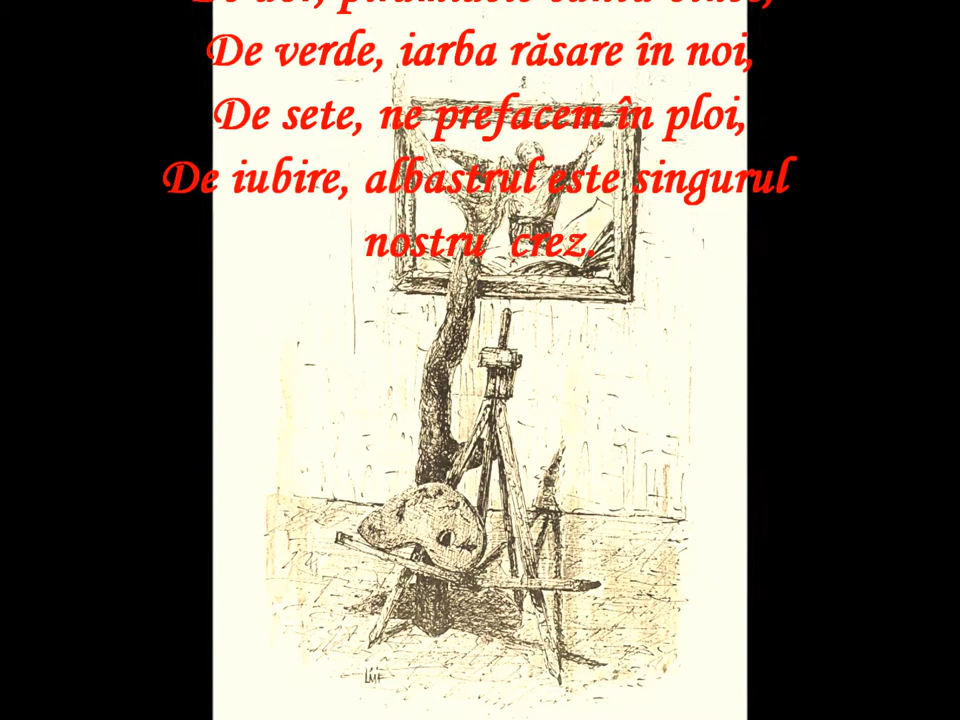 De verde, iarba răsare în noi,
De sete, ne prefacem în ploi,
De iubire, albastrul este singurul
nostru crez.